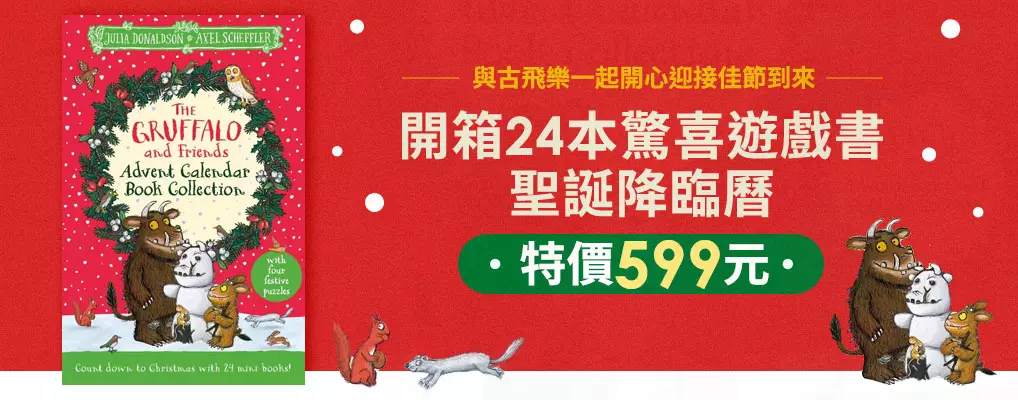 JULIA DONALDSON • AXEL SCHEFFLER
THE
GRUFFALO
and Friends
Advent Calendar
Book Collection
with
four
festive
puzzles
Count down to Christmas with 24 mini books!
與古飛樂一起開心迎接佳節到來
開箱24本驚喜遊戲書
聖誕降臨曆
· 特價599元 ·